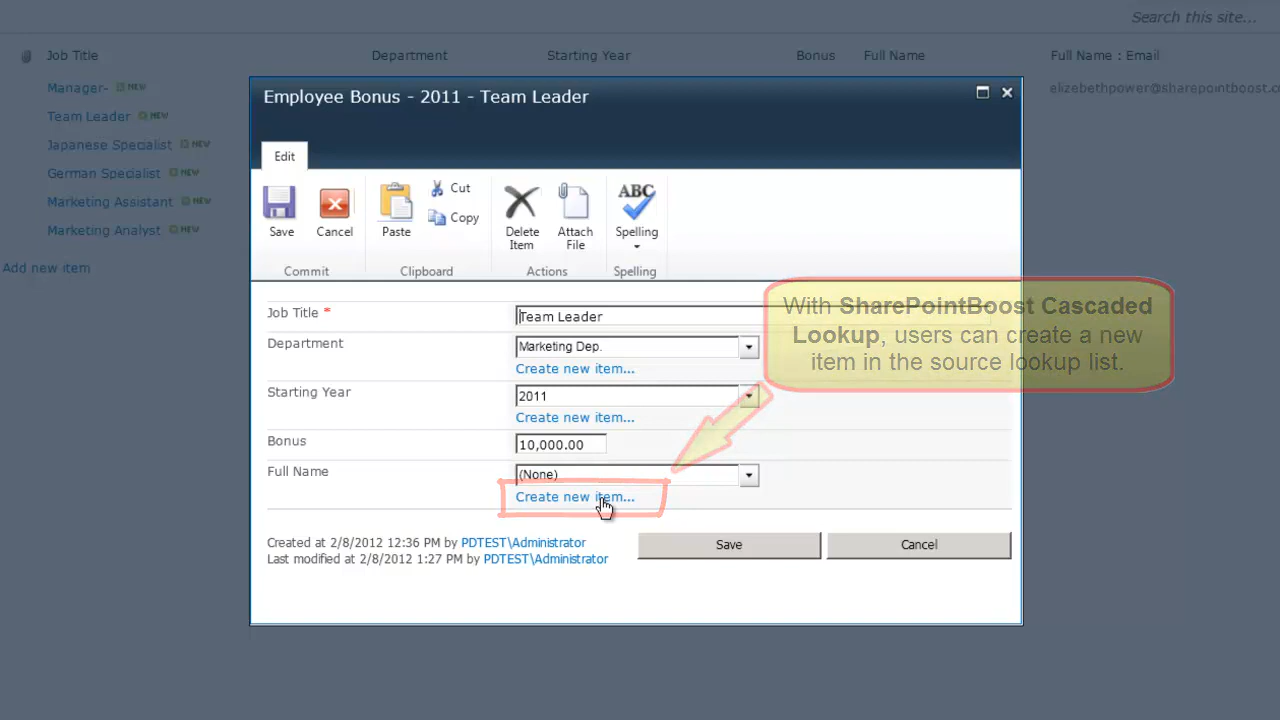 Search this site...
Job Title Department Starting Year Bonus Full Name Full Name : Email
Manager- NEW elizebethpower@sharepointboost.c
Team Leader NEW
Japanese Specialist NEW
German Specialist NEW
Marketing Assistant NEW
Marketing Analyst NEW
Add new item
Employee Bonus - 2011 - Team Leader
Edit
Save
Cancel
Paste
Cut
Copy
Delete
Item
Attach
File
ABC
Spelling
Commit Clipboard Actions Spelling
Job Title * Team Leader
Department Marketing Dep.
Create new item...
Starting Year 2011
Create new item...
Bonus 10,000.00
Full Name (None)
Create new item...
With SharePointBoost Cascaded
Lookup, users can create a new
item in the source lookup list.
Created at 2/8/2012 12:36 PM by PDTEST\Administrator
Last modified at 2/8/2012 1:27 PM by PDTEST\Administrator
Save Cancel